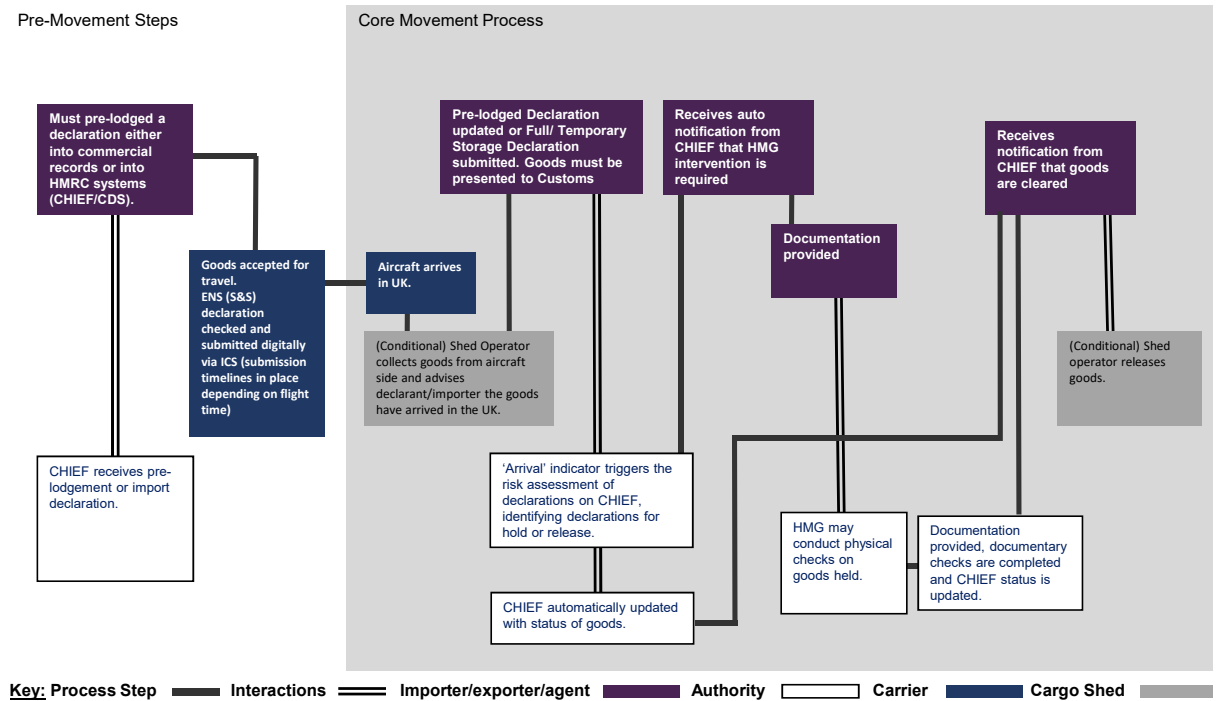 Pre-Movement Steps
Core Movement Process
Must pre-lodged a
declaration either
into commercial
records or into
HMRC systems
(CHIEF/CDS).
Goods accepted for
travel.
ENS (S&S)
declaration
checked and
submitted digitally
via ICS (submission
timelines in place
depending on flight
time)
CHIEF receives pre-
lodgement or import
declaration.
Aircraft arrives
in UK.
(Conditional) Shed Operator
collects goods from aircraft
side and advises
declarant/importer the goods
have arrived in the UK.
Pre-lodged Declaration
updated or Full/ Temporary
Storage Declaration
submitted. Goods must be
presented to Customs
‘Arrival’ indicator triggers the
risk assessment of
declarations on CHIEF,
identifying declarations for
hold or release.
CHIEF automatically updated
with status of goods.
Receives auto
notification from
CHIEF that HMG
intervention is
required
Documentation
provided
HMG may
conduct physical
checks on
goods held.
Documentation
provided, documentary
checks are completed
and CHIEF status is
updated.
Receives
notification from
CHIEF that goods
are cleared
(Conditional) Shed
operator releases
goods.
Key: Process Step Interactions Importer/exporter/agent Authority Carrier Cargo Shed